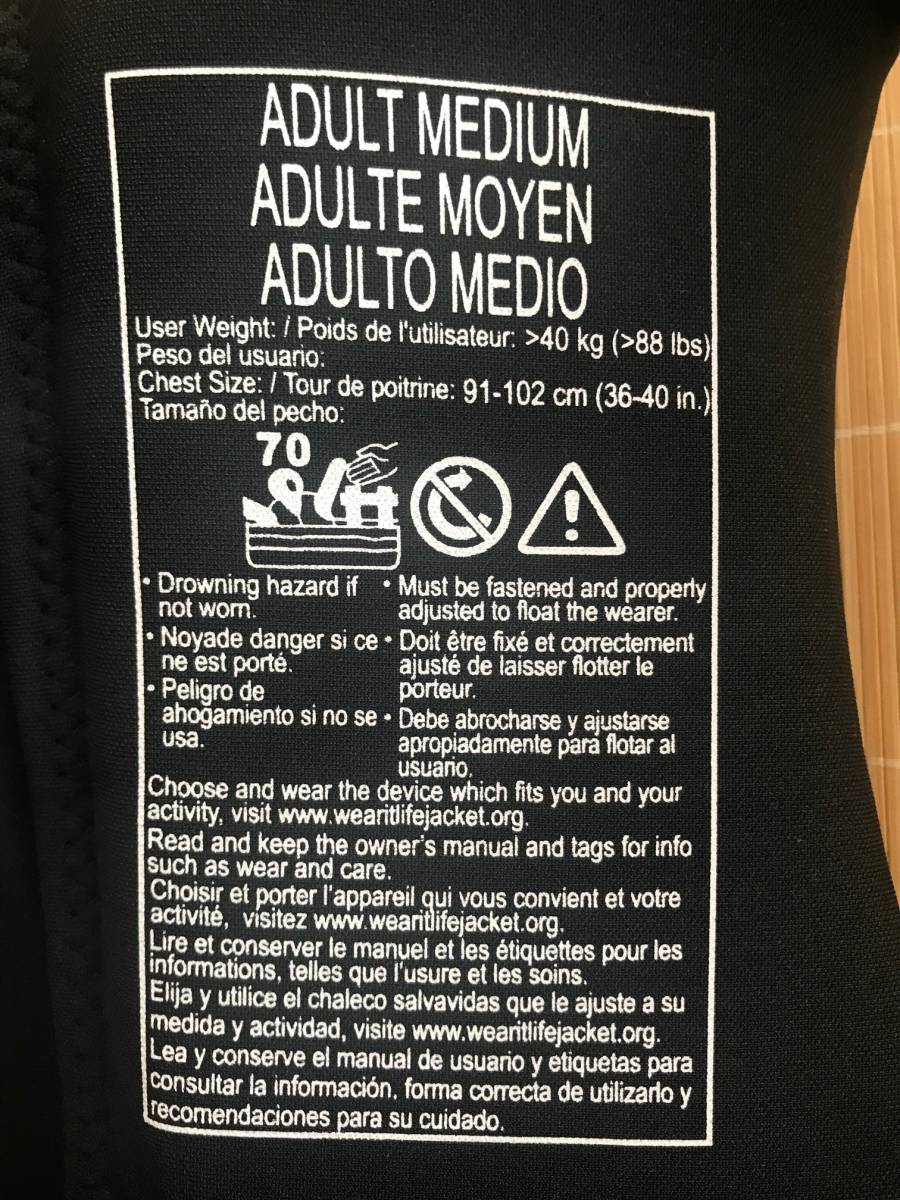 ADULT MEDIUM
ADULTE MOYEN
ADULTO MEDIO
User Weight: / Poids de l'utilisateur: >40 kg (>88 lbs)
Peso del usuario:
Chest Size: / Tour de poitrine: 91-102 cm (36-40 in.)
Tamaño del pecho:
70
• Drowning hazard if
not worn.
• Noyade danger si ce
ne est porté.
• Peligro de
ahogamiento si no se
usa.
• Must be fastened and properly
adjusted to float the wearer.
• Doit être fixé et correctement
ajusté de laisser flotter le
porteur.
• Debe abrocharse y ajustarse
apropiadamente para flotar al
usuario.
Choose and wear the device which fits you and your
activity, visit www.wearitlifejacket.org.
Read and keep the owner's manual and tags for info
such as wear and care.
Choisir et porter l'appareil qui vous convient et votre
activité, visitez www.wearitlifejacket.org.
Lire et conserver le manuel et les étiquettes pour les
informations, telles que l'usure et les soins.
Elija y utilice el chaleco salvavidas que le ajuste a su
medida y actividad, visite www.wearitlifejacket.org.
Lea y conserve el manual de usuario y etiquetas para
consultar la información, forma correcta de utilizarlo y
recomendaciones para su cuidado.